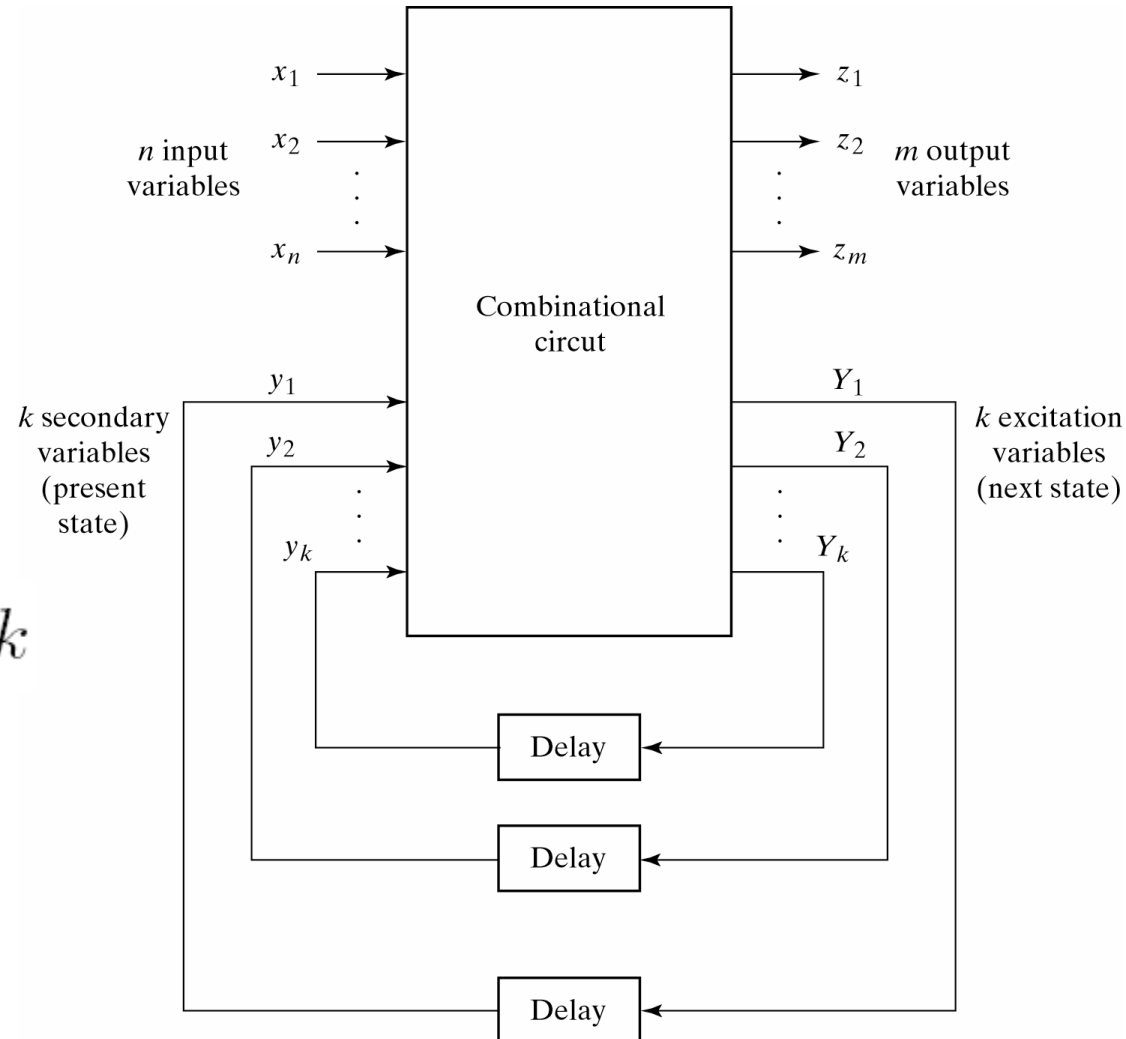 x₁
z₁
x₂
z₂
n input
variables
m output
variables
xₙ
zₘ
Combinational
circut
y₁
Y₁
k secondary
variables
(present
state)
k excitation
variables
(next state)
y₂
Y₂
yₖ
Yₖ
k
Delay
Delay
Delay